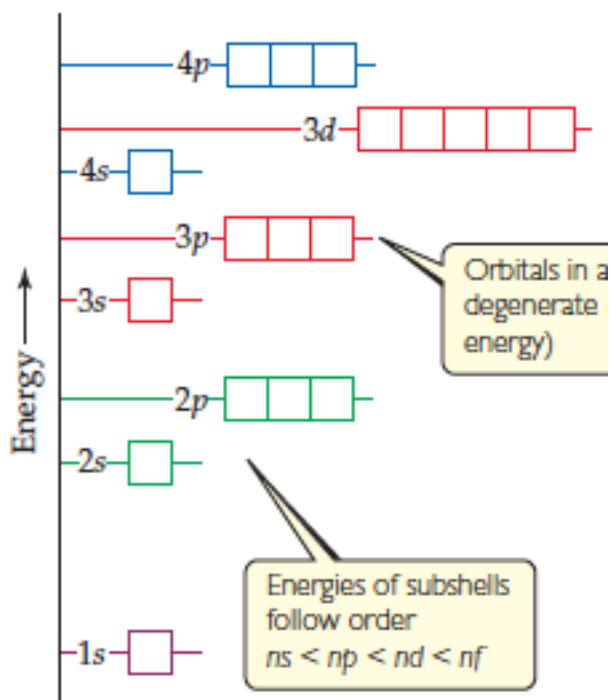 4p
3d
4s
3p
Orbitals in a
degenerate
energy)
3s
Energy
2p
2s
Energies of subshells
follow order
ns < np < nd < nf
1s